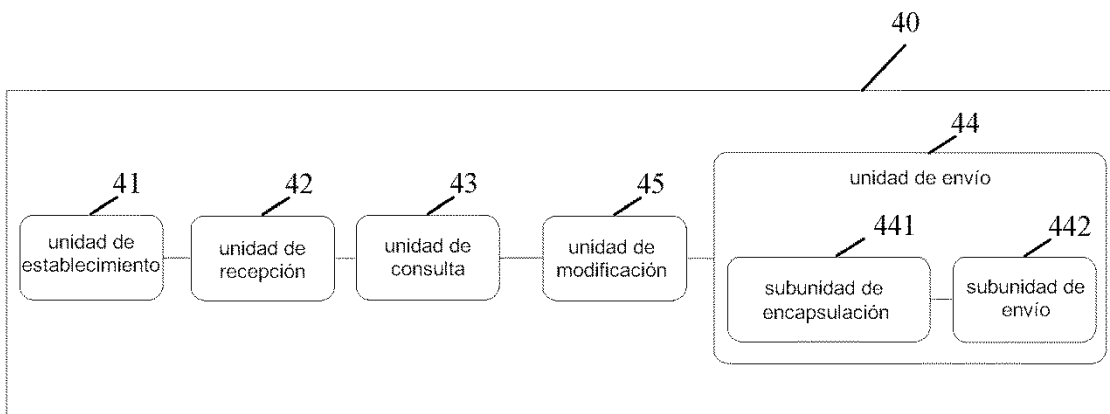 40
44
unidad de envío
41
42
43
45
unidad de
establecimiento
unidad de
recepción
unidad de
consulta
unidad de
modificación
441
442
subunidad de
encapsulación
subunidad de
envío